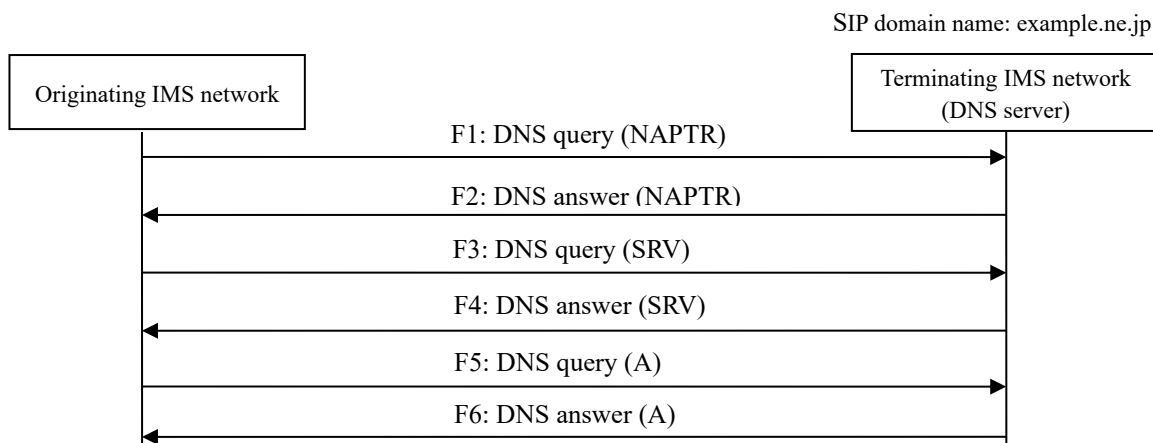 SIP domain name: example.ne.jp
Originating IMS network
Terminating IMS network
(DNS server)
F1: DNS query (NAPTR)
F2: DNS answer (NAPTR)
F3: DNS query (SRV)
F4: DNS answer (SRV)
F5: DNS query (A)
F6: DNS answer (A)